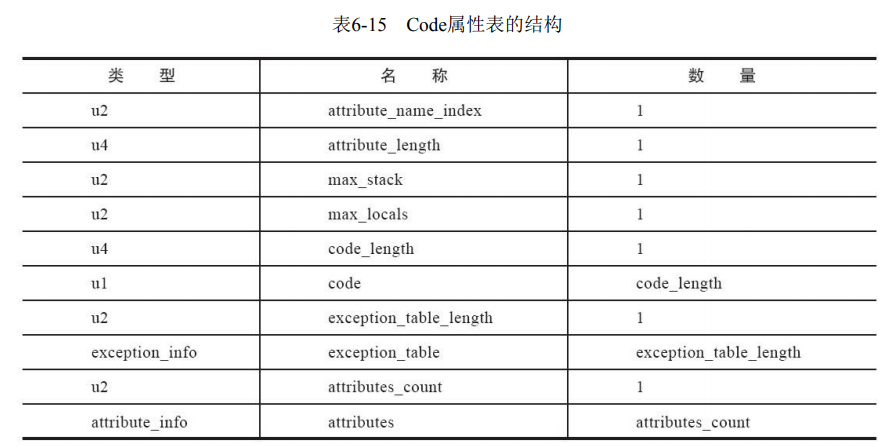 表6-15 Code属性表的结构
类 型 名 称 数 量
u2 attribute_name_index 1
u4 attribute_length 1
u2 max_stack 1
u2 max_locals 1
u4 code_length 1
u1 code code_length
u2 exception_table_length 1
exception_info exception_table exception_table_length
u2 attributes_count 1
attribute_info attributes attributes_count